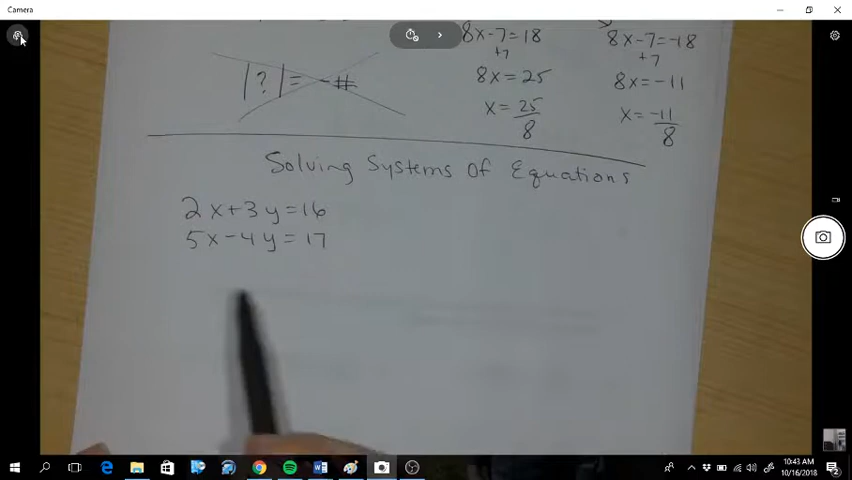 Camera
8x-7=18
+7
8x=25
x=25/8
8x-7=-18
+7
8x=-11
x=-11/8
|?|=-#
Solving Systems Of Equations
2x+3y=16
5x-4y=17
10:43 AM
10/16/2018